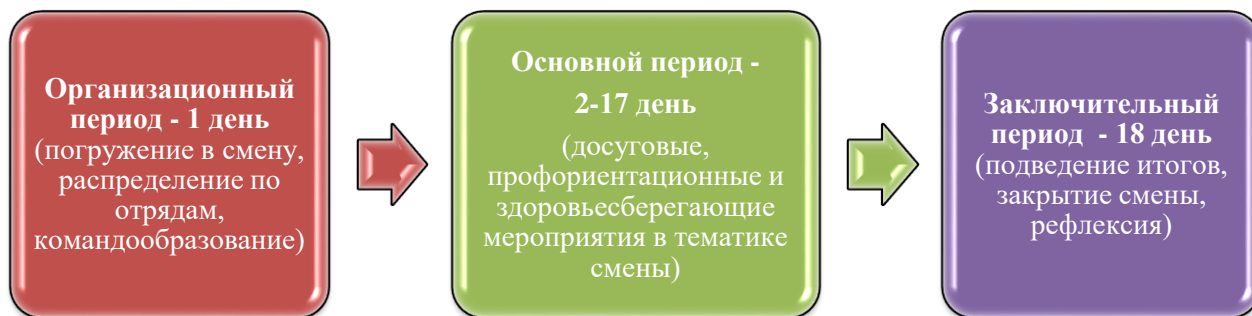 Организационный
период - 1 день
(погружение в смену,
распределение по
отрядам,
командообразование)
Основной период -
2-17 день
(досуговые,
профориентационные и
здоровьесберегающие
мероприятия в тематике
смены)
Заключительный
период  - 18 день
(подведение итогов,
закрытие смены,
рефлексия)